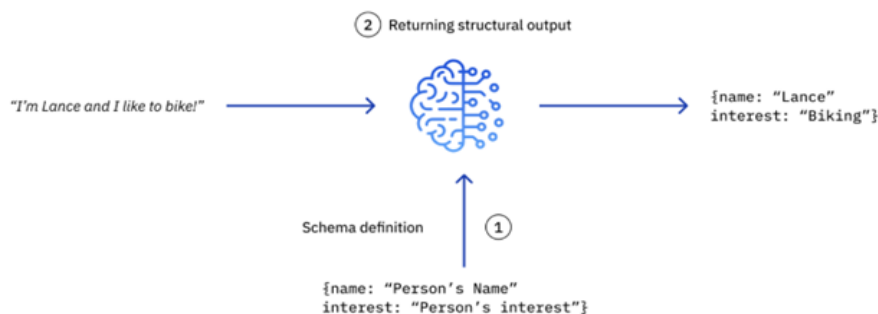 2 Returning structural output
“I’m Lance and I like to bike!”
{name: “Lance”
interest: “Biking”}
Schema definition 1
{name: “Person’s Name”
interest: “Person’s interest”}